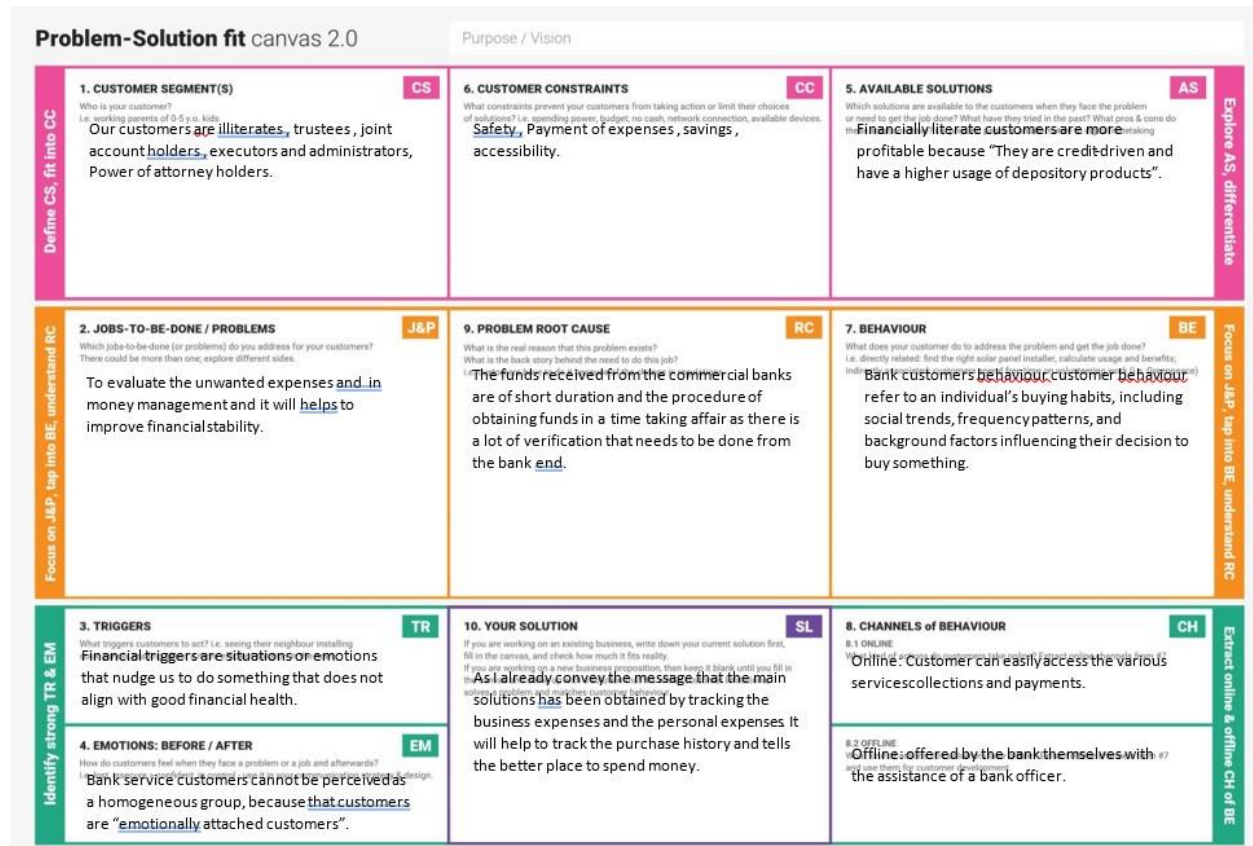 Problem-Solution fit canvas 2.0
Purpose / Vision
Define CS, fit into CC
1. CUSTOMER SEGMENT(S)
CS
Who is your customer?
i.e. working parents of 0-5 y.o. kids
Our customers are illiterates , trustees , joint
account holders , executors and administrators,
Power of attorney holders.
6. CUSTOMER CONSTRAINTS
CC
What constraints prevent your customers from taking action or limit their choices
of solutions? i.e. spending power, budget, no cash, network connection, available devices.
Safety , Payment of expenses , savings ,
accessibility.
5. AVAILABLE SOLUTIONS
AS
Which solutions are available to the customers when they face the problem
or need to get the job done? What have they tried in the past? What pros & cons do
Financially literate customers are more
profitable because “They are credit-driven and
have a higher usage of depository products”.
Explore AS, differentiate
Focus on J&P, tap into BE, understand RC
2. JOBS-TO-BE-DONE / PROBLEMS
J&P
Which jobs-to-be-done (or problems) do you address for your customers?
There could be more than one; explore different sides.
To evaluate the unwanted expenses and in
money management and it will helps to
improve financial stability.
9. PROBLEM ROOT CAUSE
RC
What is the real reason that this problem exists?
What is the back story behind the need to do this job?
The funds received from the commercial banks
are of short duration and the procedure of
obtaining funds in a time taking affair as there is
a lot of verification that needs to be done from
the bank end.
7. BEHAVIOUR
BE
What does your customer do to address the problem and get the job done?
i.e. directly related: find the right solar panel installer, calculate usage and benefits;
Bank customers behaviour customer behaviour
refer to an individual’s buying habits, including
social trends, frequency patterns, and
background factors influencing their decision to
buy something.
Focus on J&P, tap into BE, understand RC
Identify strong TR & EM
3. TRIGGERS
TR
What triggers customers to act? i.e. seeing their neighbour installing
Financial triggers are situations or emotions
that nudge us to do something that does not
align with good financial health.
4. EMOTIONS: BEFORE / AFTER
EM
How do customers feel when they face a problem or a job and afterwards?
Bank service customers cannot be perceived as
a homogeneous group, because that customers
are “emotionally attached customers”.
10. YOUR SOLUTION
SL
If you are working on an existing business, write down your current solution first,
fill in the canvas, and check how much it fits reality.
If you are working on a new business proposition, then keep it blank until you fill in
As I already convey the message that the main
solves a problem and matches customer behaviour
solutions has been obtained by tracking the
business expenses and the personal expenses. It
will help to track the purchase history and tells
the better place to spend money.
8. CHANNELS of BEHAVIOUR
CH
8.1 ONLINE
Online: Customer can easily access the various
servicescollections and payments.
8.2 OFFLINE
Offline: offered by the bank themselves with
and use them for customer development.
the assistance of a bank officer.
Extract online & offline CH of BE